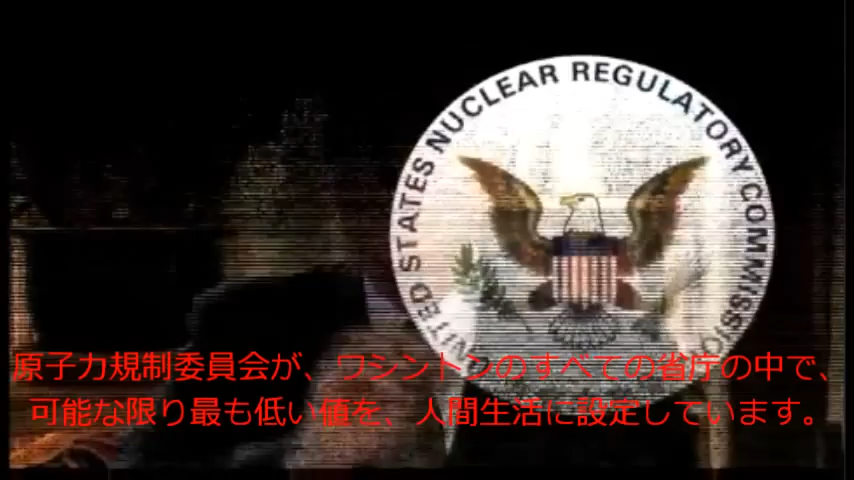 UNITED STATES NUCLEAR REGULATORY COMMISSION
原子力規制委員会が、ワシントンのすべての省庁の中で、
可能な限り最も低い値を、人間生活に設定しています。